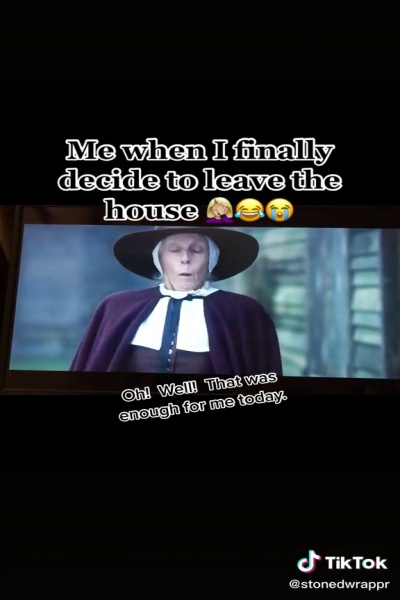 Me when I finally
decide to leave the
house 🤦🏼‍♀️😂😭
Oh! Well! That was
enough for me today.
TikTok
@stonedwrappr